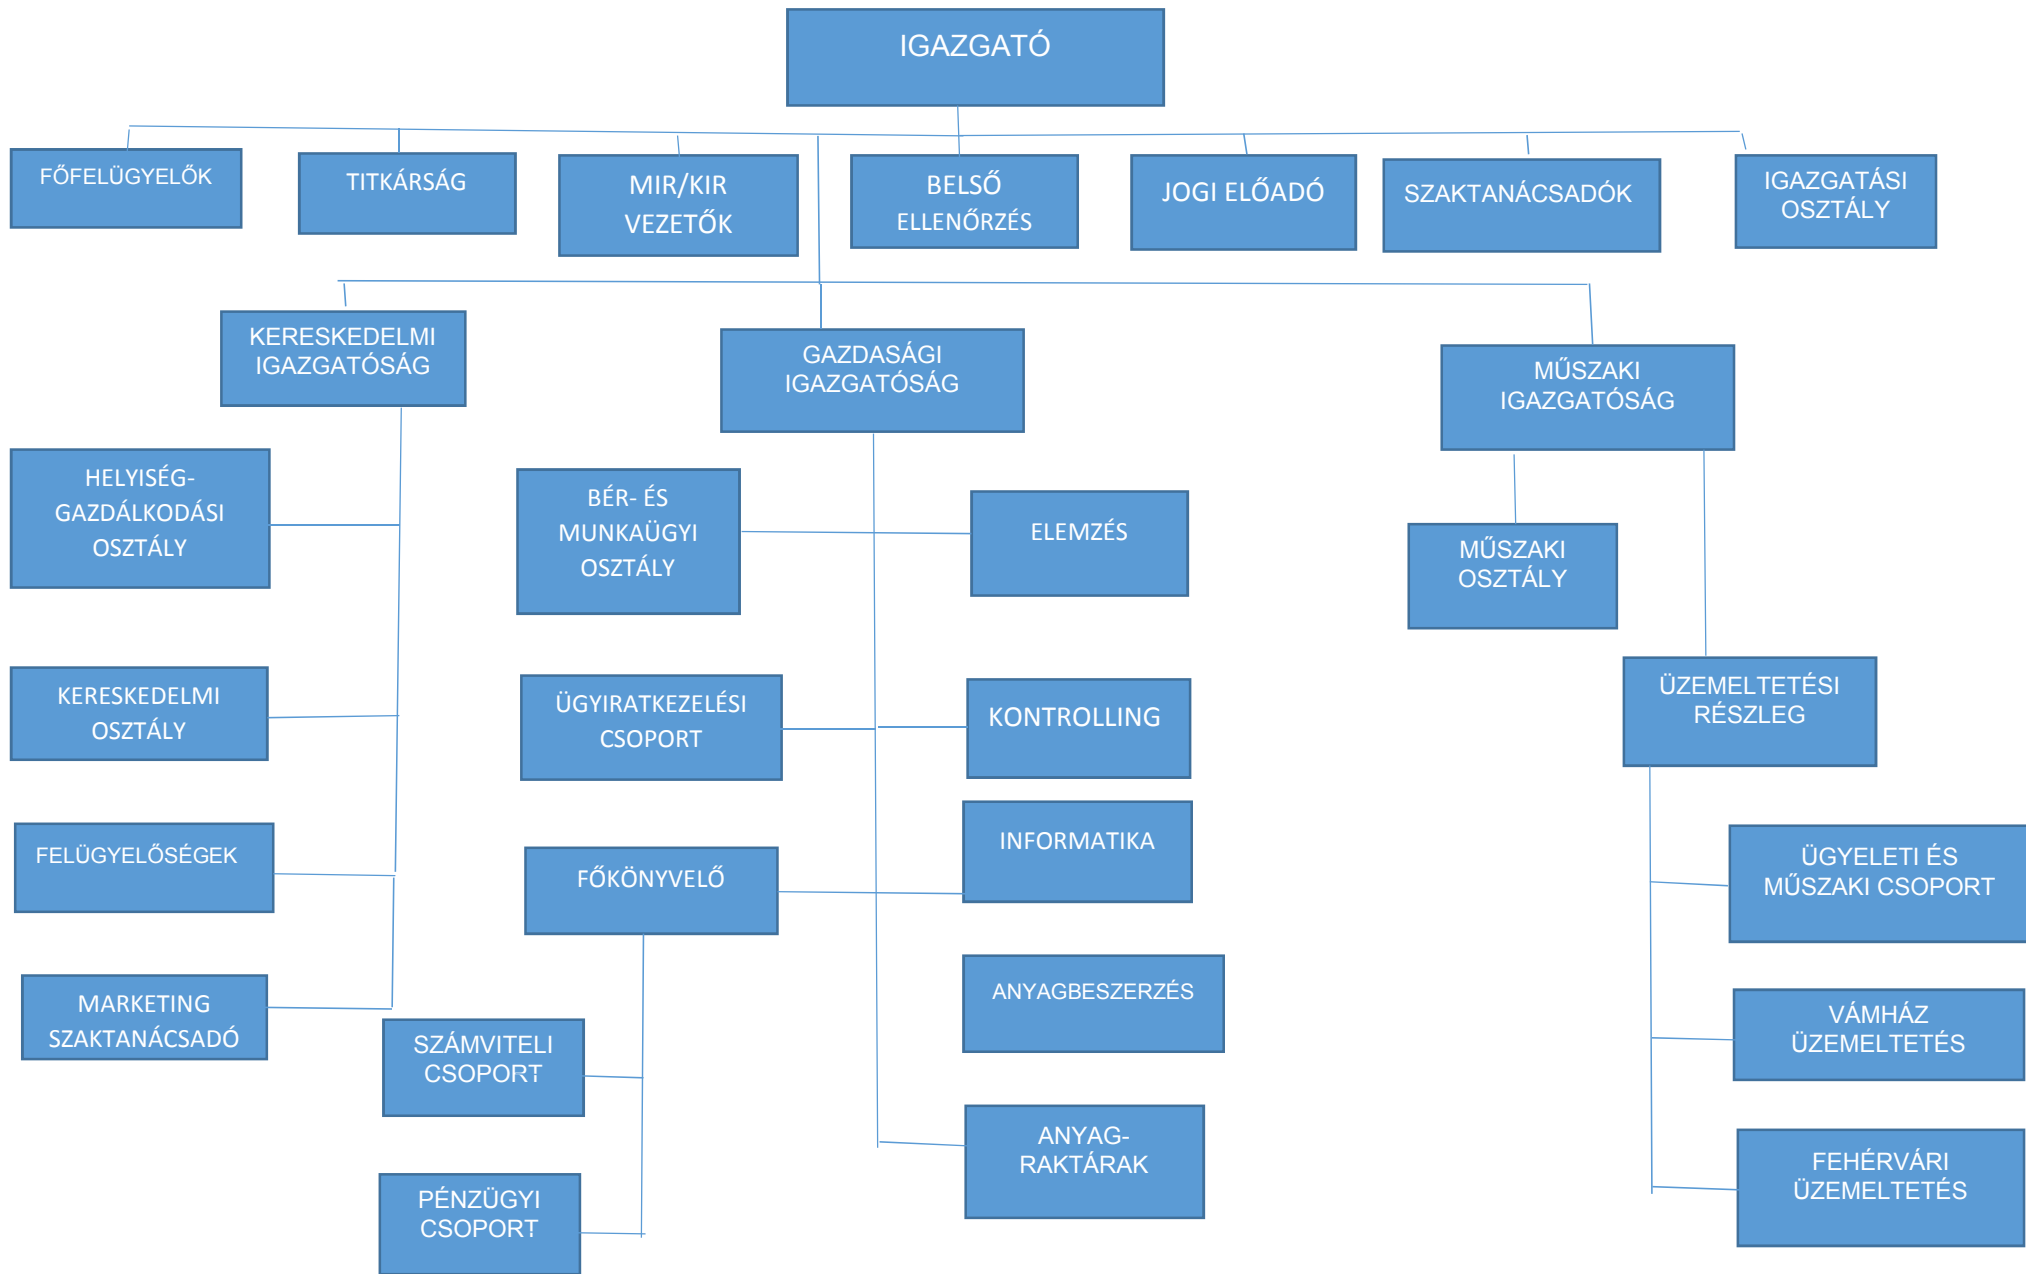 IGAZGATÓ
FŐFELÜGYELŐK
TITKÁRSÁG
MIR/KIR
VEZETŐK
BELSŐ
ELLENŐRZÉS
JOGI ELŐADÓ
SZAKTANÁCSADÓK
IGAZGATÁSI
OSZTÁLY
KERESKEDELMI
IGAZGATÓSÁG
GAZDASÁGI
IGAZGATÓSÁG
MŰSZAKI
IGAZGATÓSÁG
HELYISÉG-
GAZDÁLKODÁSI
OSZTÁLY
BÉR- ÉS
MUNKAÜGYI
OSZTÁLY
ELEMZÉS
MŰSZAKI
OSZTÁLY
KERESKEDELMI
OSZTÁLY
ÜGYIRATKEZELÉSI
CSOPORT
KONTROLLING
ÜZEMELTETÉSI
RÉSZLEG
FELÜGYELŐSÉGEK
FŐKÖNYVELŐ
INFORMATIKA
ÜGYELETI ÉS
MŰSZAKI CSOPORT
MARKETING
SZAKTANÁCSADÓ
SZÁMVITELI
CSOPORT
ANYAGBESZERZÉS
VÁMHÁZ
ÜZEMELTETÉS
PÉNZÜGYI
CSOPORT
ANYAG-
RAKTÁRAK
FEHÉRVÁRI
ÜZEMELTETÉS